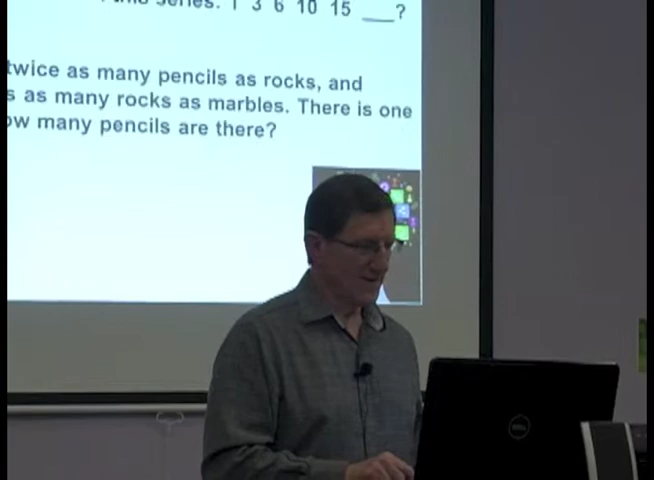 series. 1 3 6 10 15 ___?
twice as many pencils as rocks, and
s as many rocks as marbles. There is one
ow many pencils are there?
DELL